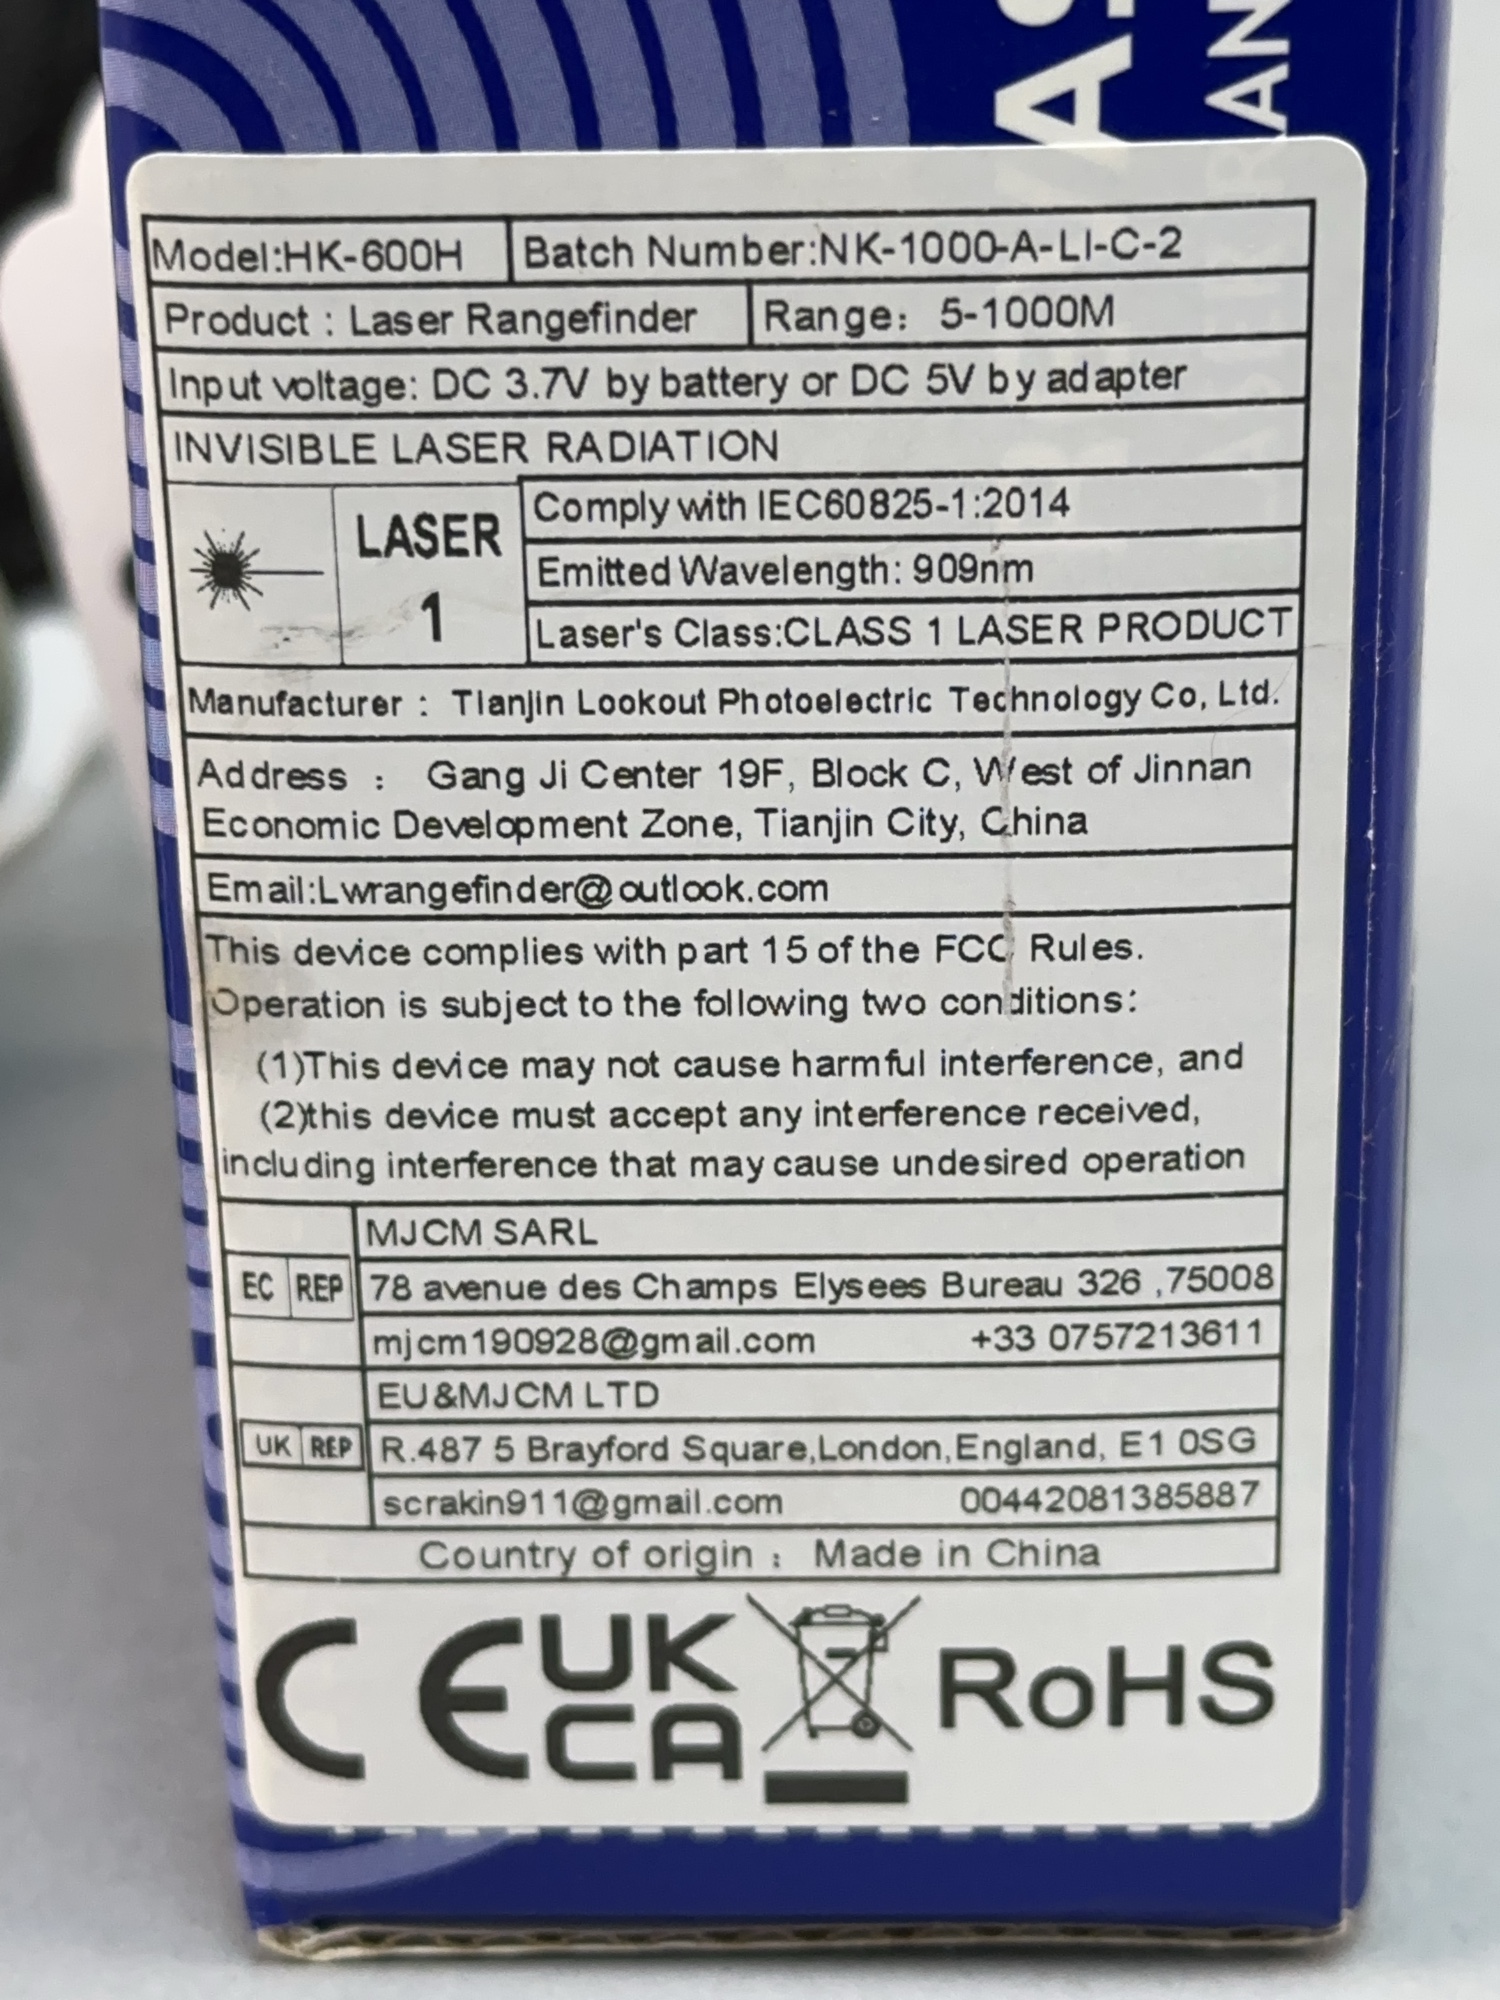 AS
RAN
Model:HK-600H Batch Number:NK-1000-A-LI-C-2
Product : Laser Rangefinder Range: 5-1000M
Input voltage: DC 3.7V by battery or DC 5V by adapter
INVISIBLE LASER RADIATION
LASER
1
Comply with IEC60825-1:2014
Emitted Wavelength: 909nm
Laser's Class:CLASS 1 LASER PRODUCT
Manufacturer : TIanJin Lookout Photoelectric Technology Co, Ltd.
Address : Gang Ji Center 19F, Block C, West of Jinnan
Economic Development Zone, Tianjin City, China
Email:Lwrangefinder@outlook.com
This device complies with part 15 of the FCC Rules.
Operation is subject to the following two conditions:
(1)This device may not cause harmful interference, and
(2)this device must accept any interference received,
including interference that may cause undesired operation
MJCM SARL
EC REP 78 avenue des Champs Elysees Bureau 326 ,75008
mjcm190928@gmail.com +33 0757213611
EU&MJCM LTD
UK REP R.487 5 Brayford Square,London,England, E1 0SG
scrakin911@gmail.com 00442081385887
Country of origin : Made in China
CE UK
CA RoHS